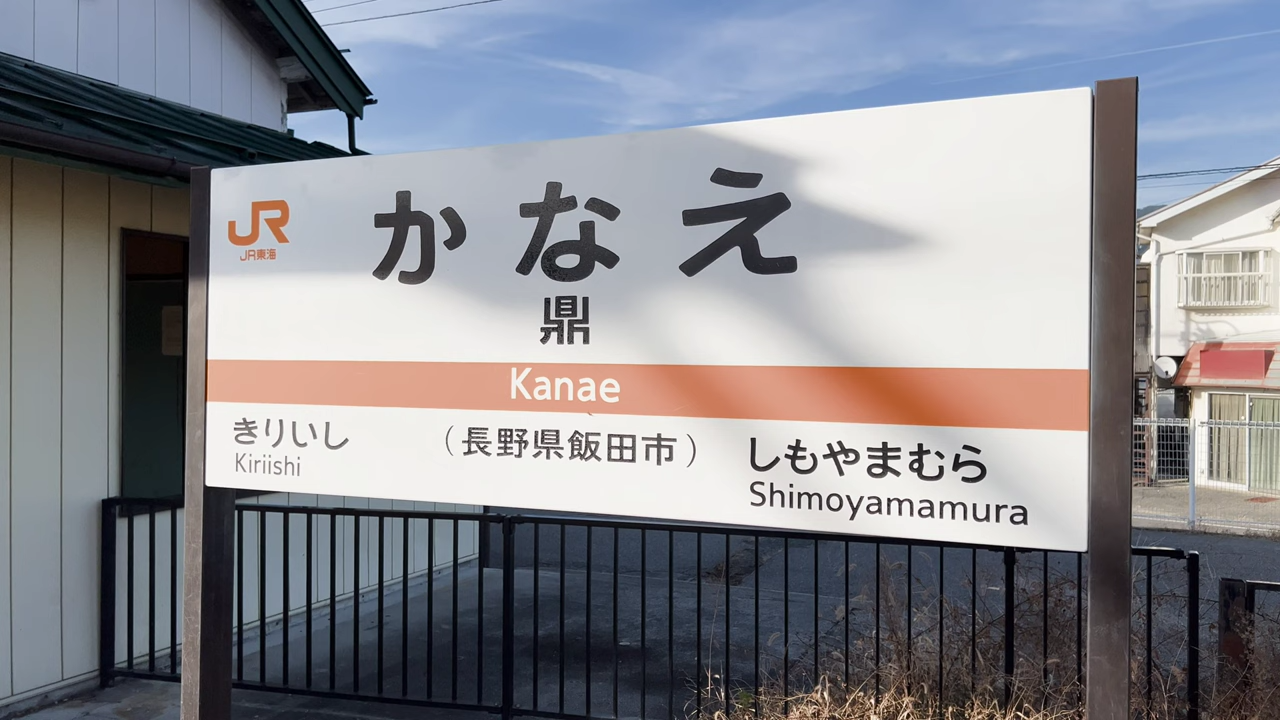 JR
JR東海
かなえ
鼎
Kanae
きりいし
Kiriishi
（長野県飯田市）
しもやまむら
Shimoyamamura